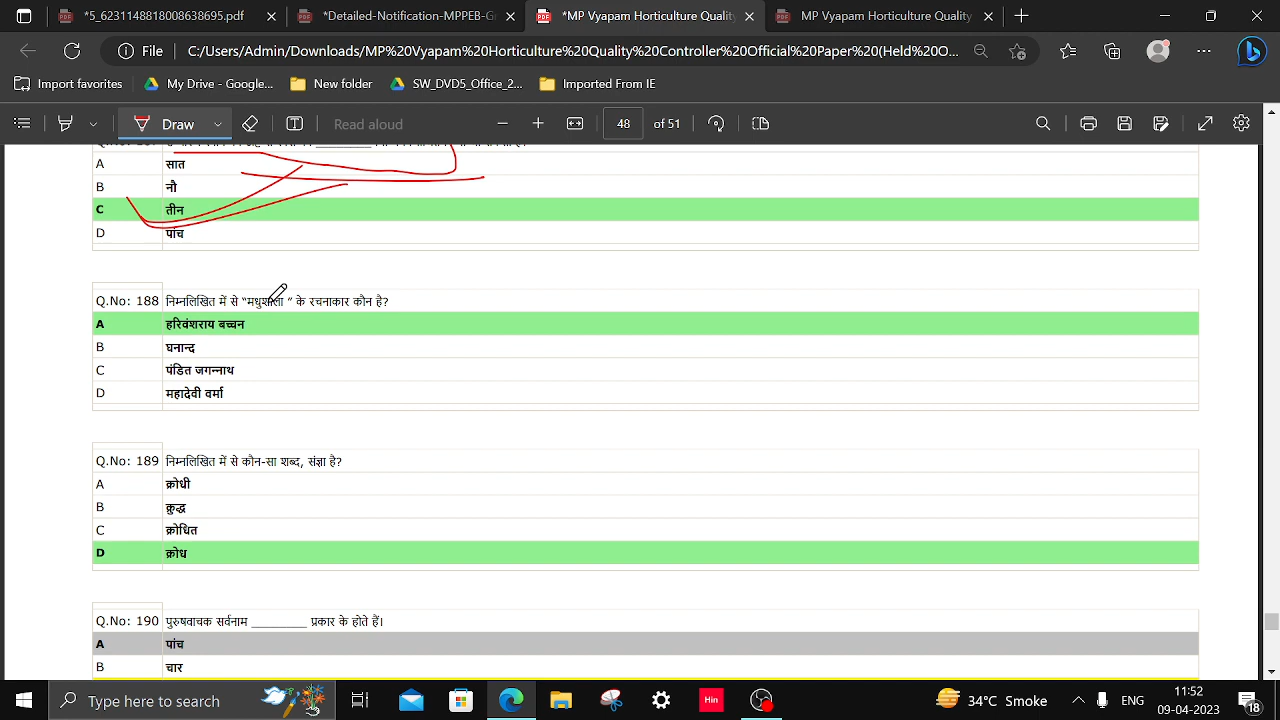 *5_6231148818008638695.pdf
*Detailed-Notification-MPPEB-G
*MP Vyapam Horticulture Quality
MP Vyapam Horticulture Quality
File
C:/Users/Admin/Downloads/MP%20Vyapam%20Horticulture%20Quality%20Controller%20Official%20Paper%20(Held%20O...
Import favorites
My Drive - Google...
New folder
SW_DVD5_Office_2...
Imported From IE
Draw
Read aloud
48 of 51
A सात
B नौ
C तीन
D पांच
Q.No: 188 निम्नलिखित में से “मधुशाला ” के रचनाकार कौन है?
A हरिवंशराय बच्चन
B घनान्द
C पंडित जगन्नाथ
D महादेवी वर्मा
Q.No: 189 निम्नलिखित में से कौन-सा शब्द, संज्ञा है?
A क्रोधी
B क्रुद्ध
C क्रोधित
D क्रोध
Q.No: 190 पुरुषवाचक सर्वनाम ________ प्रकार के होते हैं।
A पांच
B चार
Type here to search
Hin
34°C Smoke
ENG
11:52
09-04-2023
18